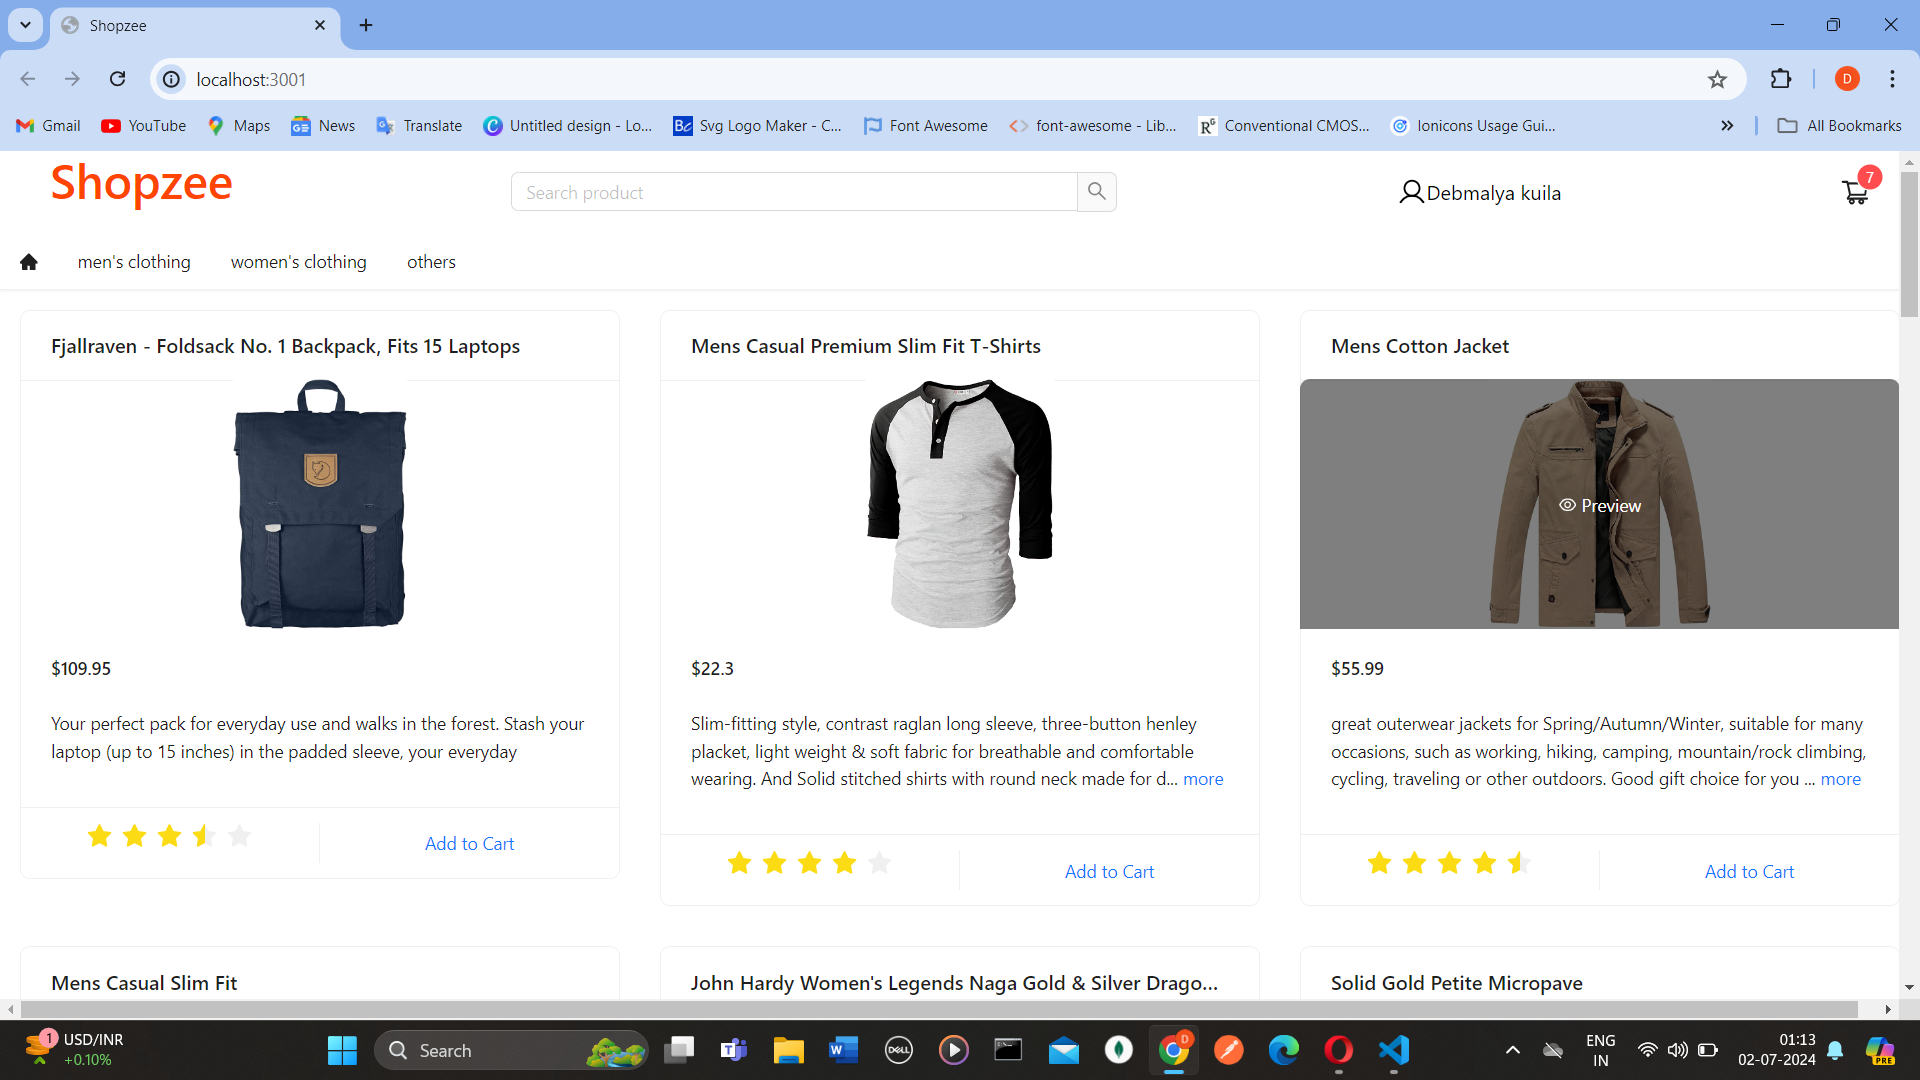 Shopzee
localhost:3001
D
Gmail YouTube Maps News Translate Untitled design - Lo... Svg Logo Maker - C... Font Awesome font-awesome - Lib... Conventional CMOS... Ionicons Usage Gui... All Bookmarks
Shopzee
Search product
Debmalya kuila
7
men's clothing women's clothing others
Fjallraven - Foldsack No. 1 Backpack, Fits 15 Laptops
$109.95
Your perfect pack for everyday use and walks in the forest. Stash your
laptop (up to 15 inches) in the padded sleeve, your everyday
Add to Cart
Mens Casual Premium Slim Fit T-Shirts
$22.3
Slim-fitting style, contrast raglan long sleeve, three-button henley
placket, light weight & soft fabric for breathable and comfortable
wearing. And Solid stitched shirts with round neck made for d... more
Add to Cart
Mens Cotton Jacket
Preview
$55.99
great outerwear jackets for Spring/Autumn/Winter, suitable for many
occasions, such as working, hiking, camping, mountain/rock climbing,
cycling, traveling or other outdoors. Good gift choice for you ... more
Add to Cart
Mens Casual Slim Fit
John Hardy Women's Legends Naga Gold & Silver Drago...
Solid Gold Petite Micropave
1
USD/INR
+0.10%
Search
DELL
D
ENG
IN
01:13
02-07-2024
PRE